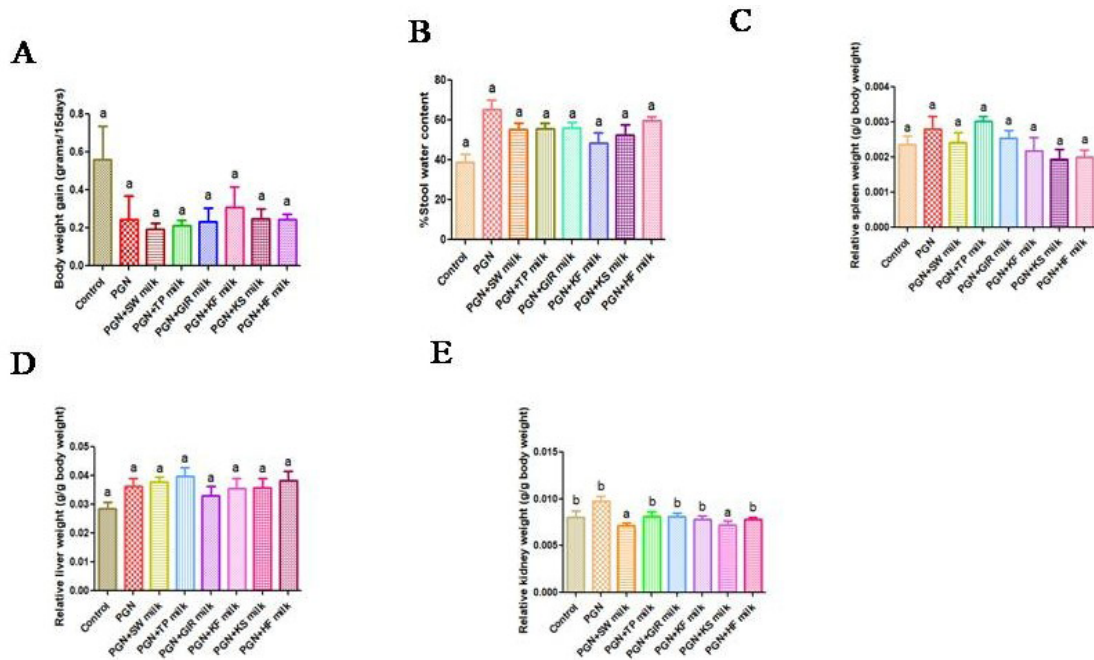 A
Body weight gain (grams/15days)
0.8
0.6
0.4
0.2
0.0
a
a
a
a
a
a
a
a
Control
PGN
PGN+SW milk
PGN+TP milk
PGN+GIR milk
PGN+KF milk
PGN+KS milk
PGN+HF milk
B
%Stool water content
80
60
40
20
0
a
a
a
a
a
a
a
a
Control
PGN
PGN+SW milk
PGN+TP milk
PGN+GIR milk
PGN+KF milk
PGN+KS milk
PGN+HF milk
C
Relative spleen weight (g/g body weight)
0.004
0.003
0.002
0.001
0.000
a
a
a
a
a
a
a
a
Control
PGN
PGN+SW milk
PGN+TP milk
PGN+GIR milk
PGN+KF milk
PGN+KS milk
PGN+HF milk
D
Relative liver weight (g/g body weight)
0.05
0.04
0.03
0.02
0.01
0.00
a
a
a
a
a
a
a
a
Control
PGN
PGN+SW milk
PGN+TP milk
PGN+GIR milk
PGN+KF milk
PGN+KS milk
PGN+HF milk
E
Relative kidney weight (g/g body weight)
0.015
0.010
0.005
0.000
b
b
a
b
b
b
a
b
Control
PGN
PGN+SW milk
PGN+TP milk
PGN+GIR milk
PGN+KF milk
PGN+KS milk
PGN+HF milk